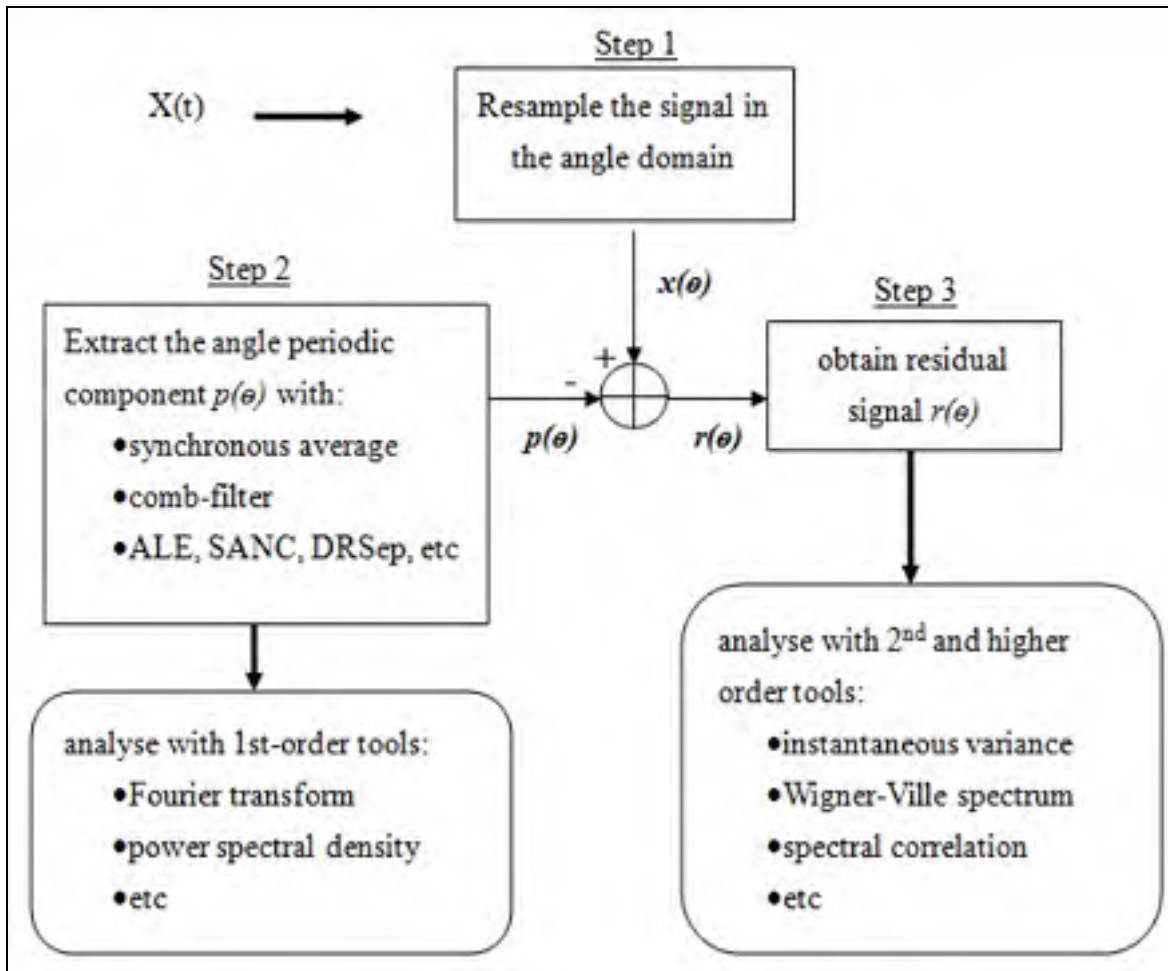 Step 1
X(t)
Resample the signal in
the angle domain
Step 2
Extract the angle periodic
component p(ɵ) with:
•synchronous average
•comb-filter
•ALE, SANC, DRSep, etc
x(ɵ)
+
-
p(ɵ)
r(ɵ)
Step 3
obtain residual
signal r(ɵ)
analyse with 1st-order tools:
•Fourier transform
•power spectral density
•etc
analyse with 2nd and higher
order tools:
•instantaneous variance
•Wigner-Ville spectrum
•spectral correlation
•etc